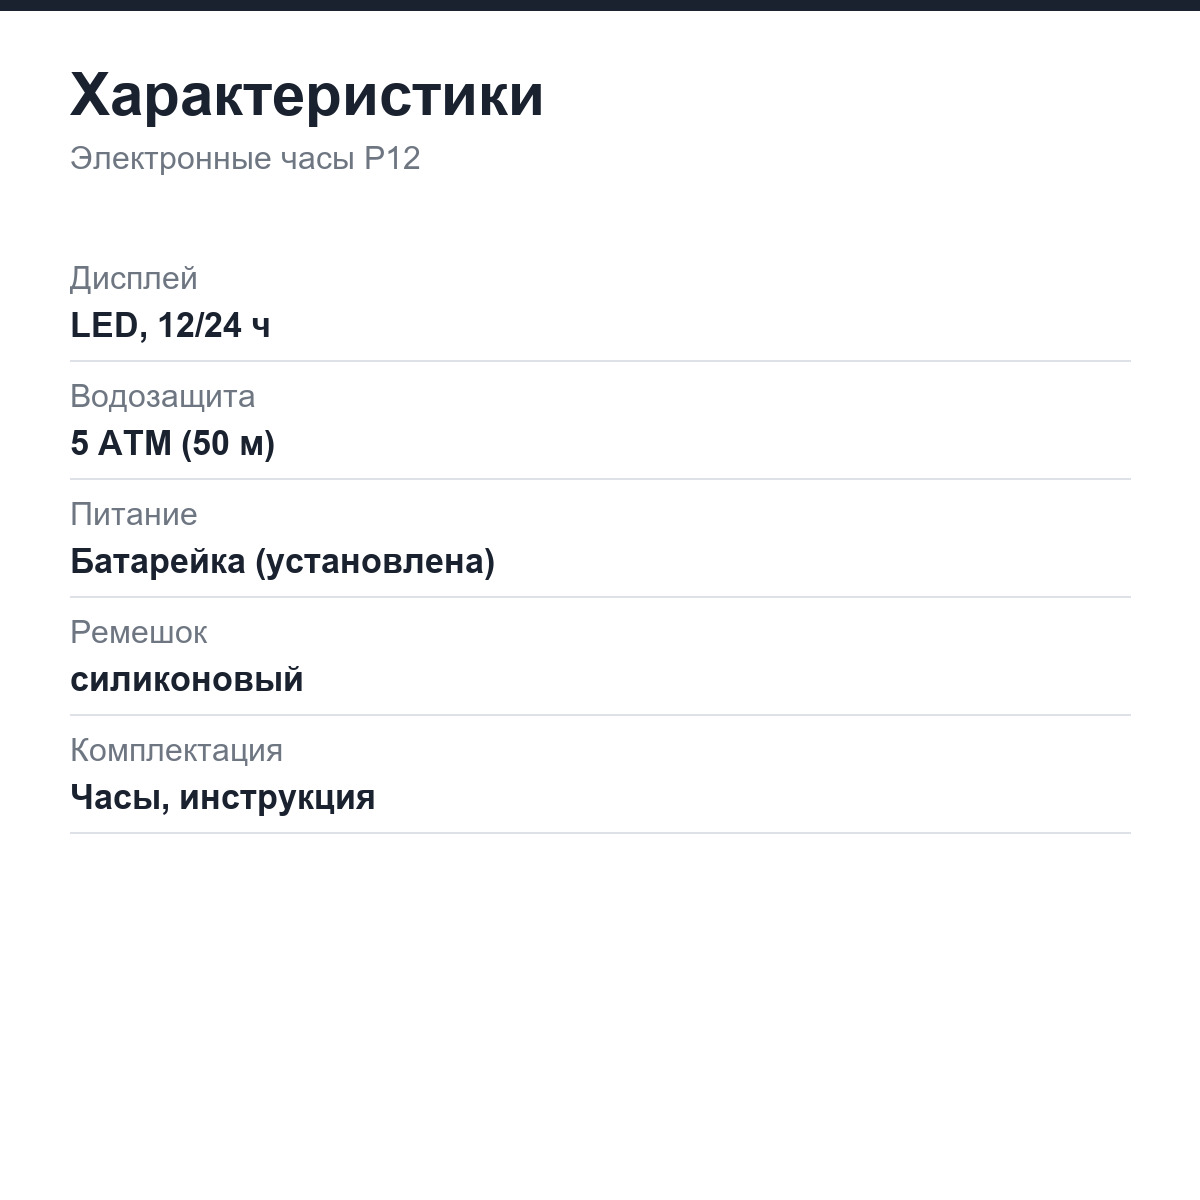 Характеристики
Электронные часы P12
Дисплей
LED, 12/24 ч
Водозащита
5 ATM (50 м)
Питание
Батарейка (установлена)
Ремешок
силиконовый
Комплектация
Часы, инструкция